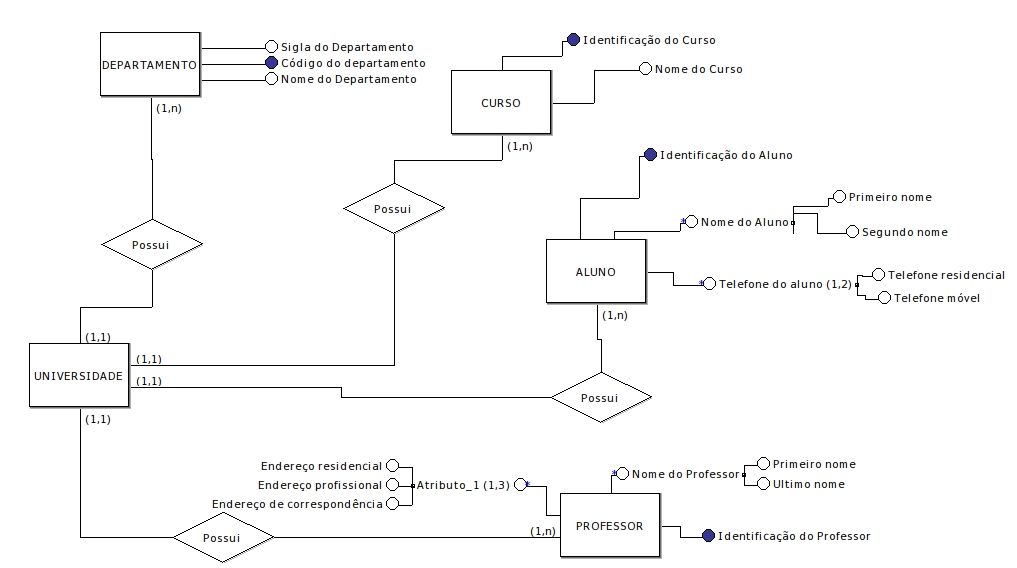 DEPARTAMENTO
Sigla do Departamento
Código do departamento
Nome do Departamento
(1,n)
CURSO
Identificação do Curso
Nome do Curso
(1,n)
Possui
Possui
Identificação do Aluno
* Nome do Aluno
Primeiro nome
Segundo nome
ALUNO
* Telefone do aluno (1,2)
Telefone residencial
Telefone móvel
(1,n)
Possui
(1,1)
UNIVERSIDADE
(1,1)
(1,1)
(1,1)
Endereço residencial
Endereço profissional
Endereço de correspondência
Atributo_1 (1,3) *
* Nome do Professor
Primeiro nome
Ultimo nome
PROFESSOR
Identificação do Professor
(1,n)
Possui